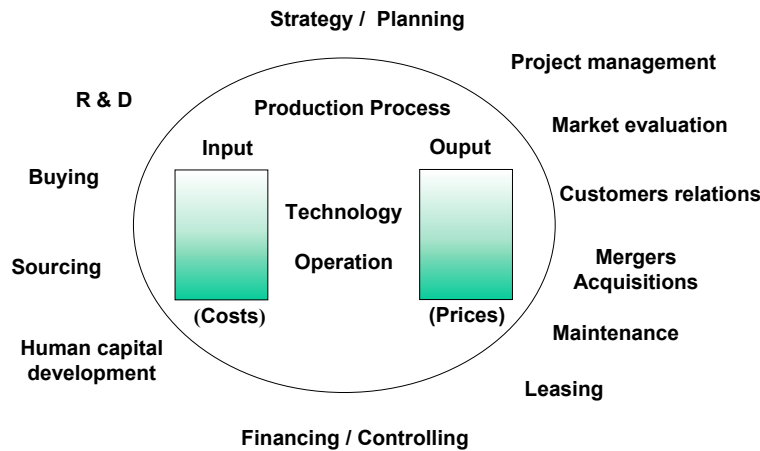 Strategy / Planning
Project management
R & D
Production Process
Market evaluation
Input
Ouput
Buying
Customers relations
Technology
Sourcing
Operation
Mergers
Acquisitions
(Costs)
(Prices)
Maintenance
Human capital
development
Leasing
Financing / Controlling